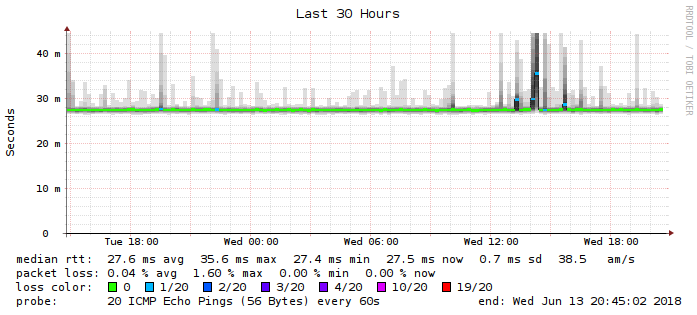 Last 30 Hours
RRDTOOL / TOBI OETIKER
Seconds
40 m
30 m
20 m
10 m
0
Tue 18:00 Wed 00:00 Wed 06:00 Wed 12:00 Wed 18:00
median rtt: 27.6 ms avg 35.6 ms max 27.4 ms min 27.5 ms now 0.7 ms sd 38.5 am/s
packet loss: 0.04 % avg 1.60 % max 0.00 % min 0.00 % now
loss color: 0 1/20 2/20 3/20 4/20 10/20 19/20
probe: 20 ICMP Echo Pings (56 Bytes) every 60s end: Wed Jun 13 20:45:02 2018